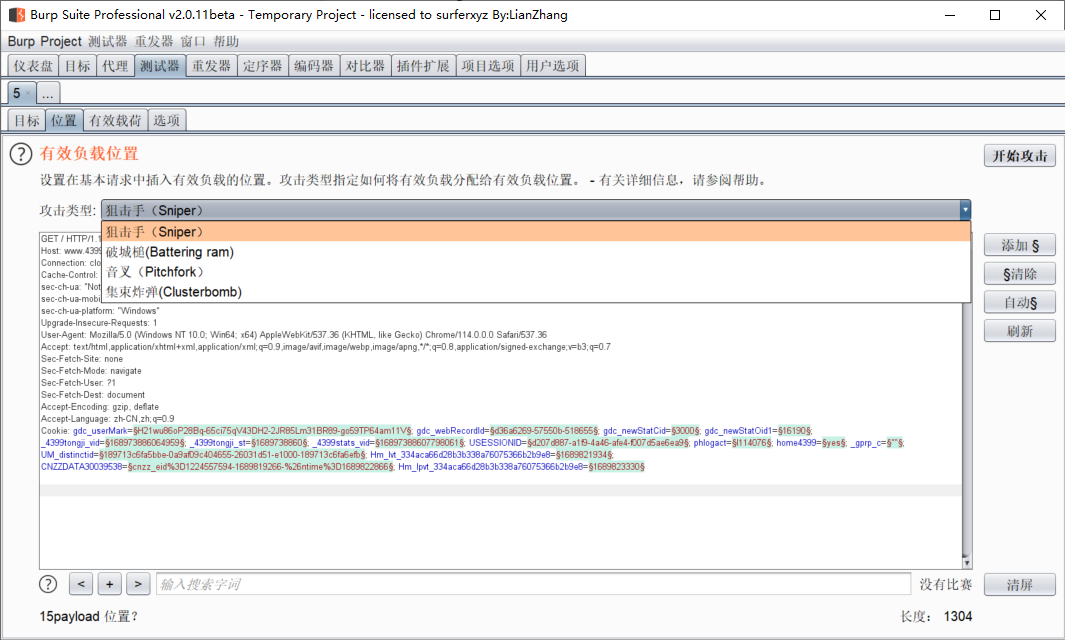 Burp Suite Professional v2.0.11beta - Temporary Project - licensed to surferxyz By:LianZhang
Burp Project 测试器 重发器 窗口 帮助
仪表盘 目标 代理 测试器 重发器 定序器 编码器 对比器 插件扩展 项目选项 用户选项
5 × ...
目标 位置 有效载荷 选项
? 有效负载位置 开始攻击
设置在基本请求中插入有效负载的位置。攻击类型指定如何将有效负载分配给有效负载位置。 - 有关详细信息，请参阅帮助。
攻击类型: 狙击手（Sniper）
狙击手（Sniper）
破城槌(Battering ram)
音叉（Pitchfork）
集束炸弹(Clusterbomb)
GET / HTTP/1.1
Host: www.4399
Connection: clo
Cache-Control:
sec-ch-ua: "Not
sec-ch-ua-mobi
sec-ch-ua-platform: "Windows"
Upgrade-Insecure-Requests: 1
User-Agent: Mozilla/5.0 (Windows NT 10.0; Win64; x64) AppleWebKit/537.36 (KHTML, like Gecko) Chrome/114.0.0.0 Safari/537.36
Accept: text/html,application/xhtml+xml,application/xml;q=0.9,image/avif,image/webp,image/apng,*/*;q=0.8,application/signed-exchange;v=b3;q=0.7
Sec-Fetch-Site: none
Sec-Fetch-Mode: navigate
Sec-Fetch-User: ?1
Sec-Fetch-Dest: document
Accept-Encoding: gzip, deflate
Accept-Language: zh-CN,zh;q=0.9
Cookie: gdc_userMark=§H21wu86oP28Bq-65ci75qV43DH2-2JR85Lm31BR89-go59TP64am11V§; gdc_webRecordId=§d36a6269-57550b-518655§; gdc_newStatCid=§3000§; gdc_newStatOid1=§16190§;
_4399tongji_vid=§168973886064959§; _4399tongji_st=§1689738860§; _4399stats_vid=§16897388607798061§; USESSIONID=§d207d887-a1f9-4a46-afe4-f007d5ae6ea9§; phlogact=§l114076§; home4399=§yes§; _gprp_c=§""§;
UM_distinctid=§189713c6fa5bbe-0a9af09c404655-26031d51-e1000-189713c6fa6efb§; Hm_lvt_334aca66d28b3b338a76075366b2b9e8=§1689821934§;
CNZZDATA30039538=§cnzz_eid%3D1224557594-1689819266-%26ntime%3D1689822866§; Hm_lpvt_334aca66d28b3b338a76075366b2b9e8=§1689823330§
添加 §
§清除
自动§
刷新
? < + > 输入搜索字词 没有比赛 清屏
15payload 位置？ 长度： 1304